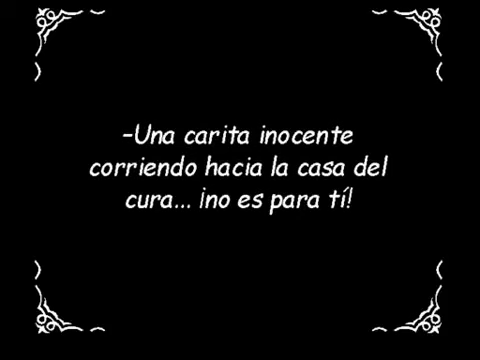 -Una carita inocente
corriendo hacia la casa del
cura... ¡no es para tí!